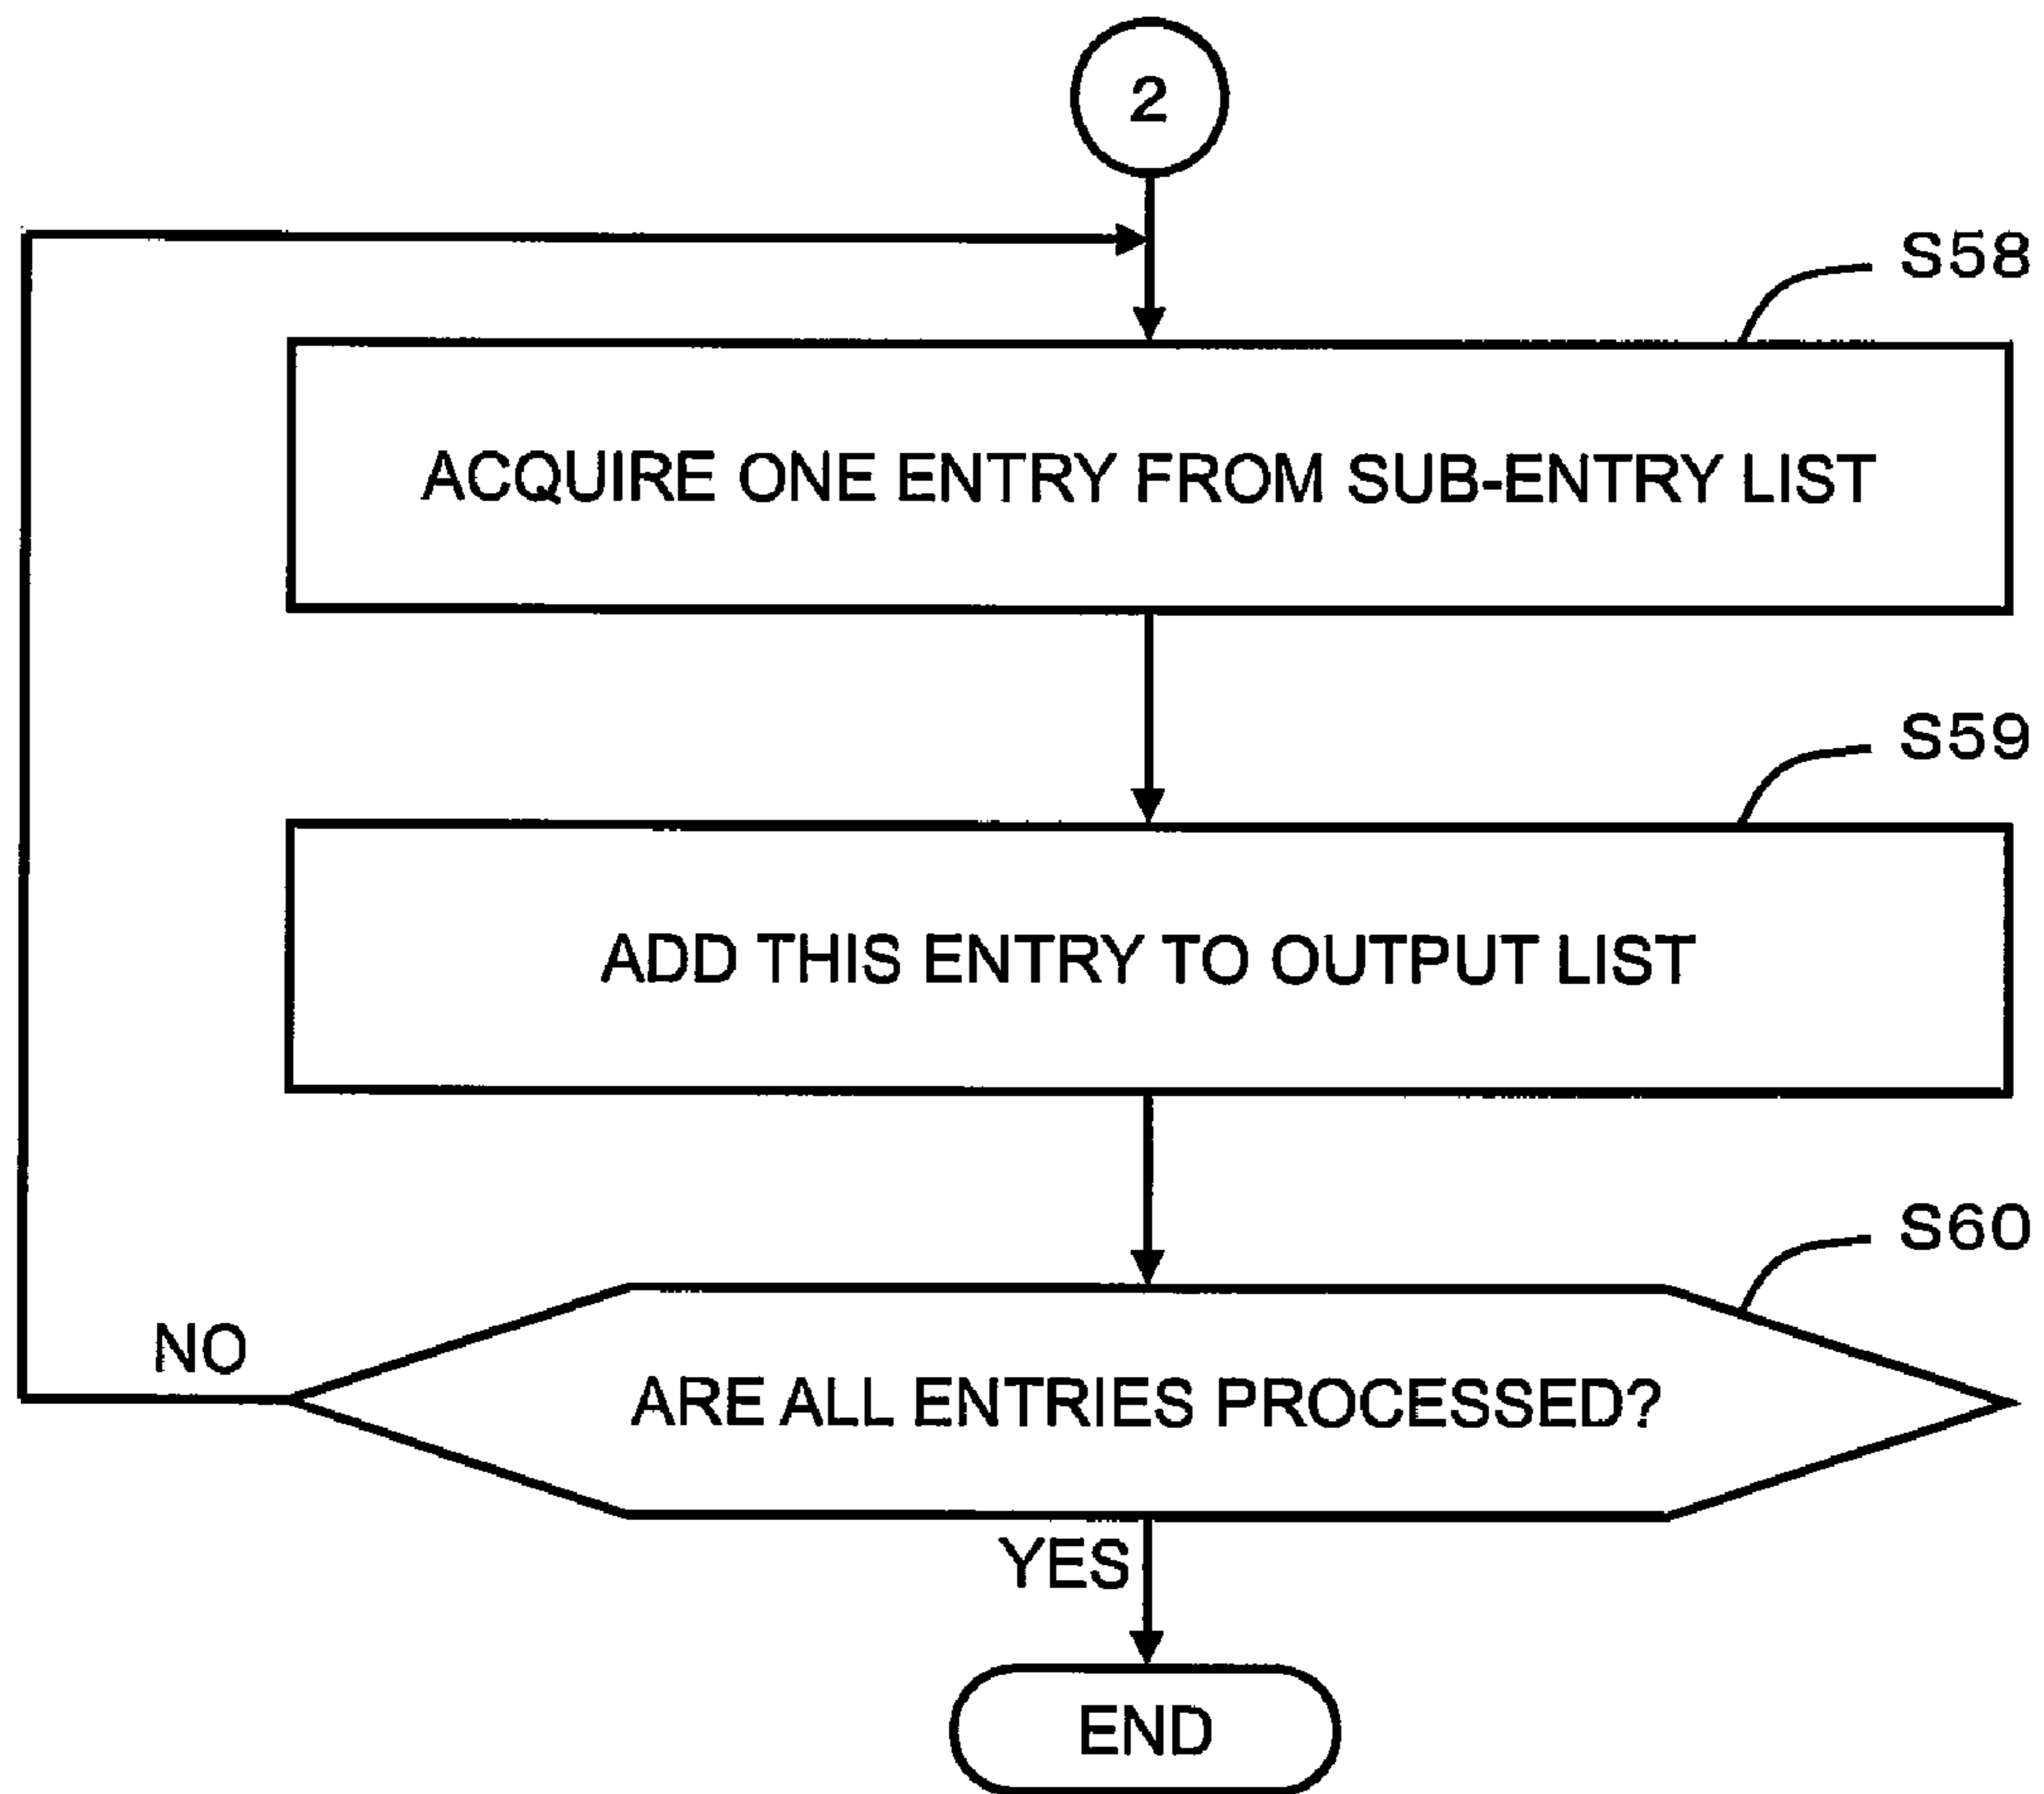 2
S58
ACQUIRE ONE ENTRY FROM SUB-ENTRY LIST
S59
ADD THIS ENTRY TO OUTPUT LIST
S60
NO
ARE ALL ENTRIES PROCESSED?
YES
END